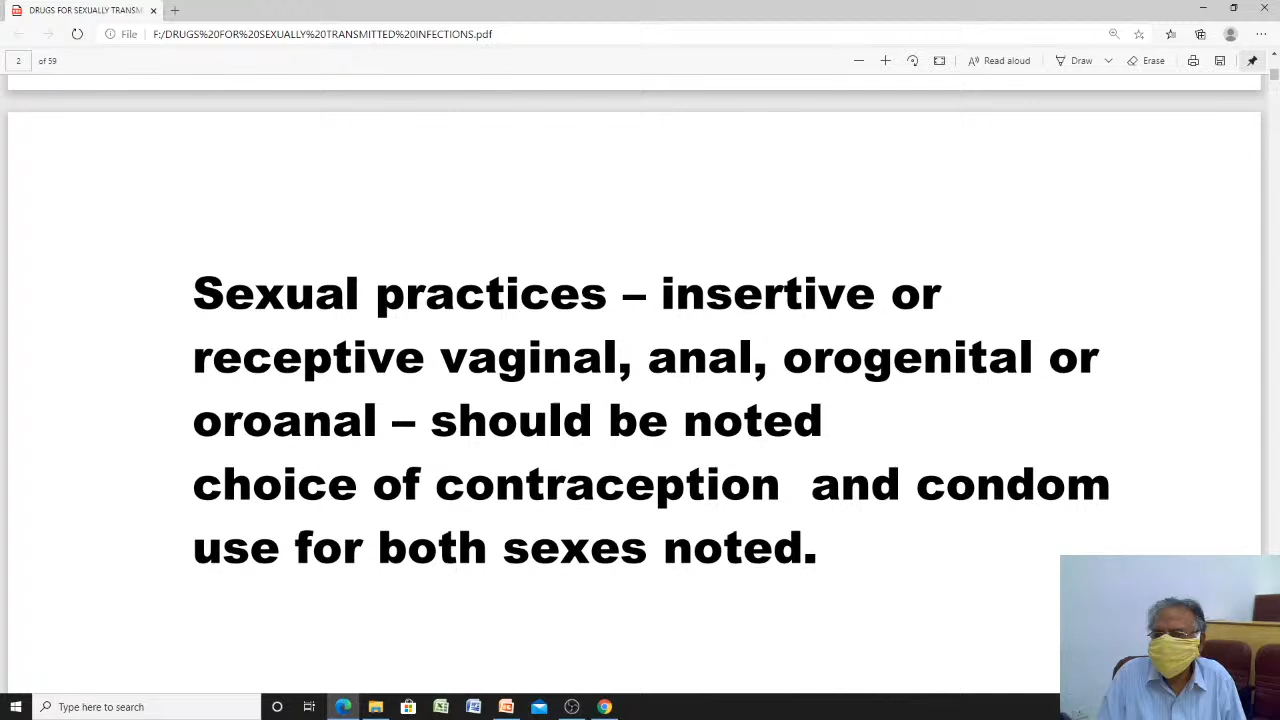 DRUGS FOR SEXUALLY TRANSM
File F:/DRUGS%20FOR%20SEXUALLY%20TRANSMITTED%20INFECTIONS.pdf
2 of 59 Read aloud Draw Erase
Sexual practices – insertive or
receptive vaginal, anal, orogenital or
oroanal – should be noted
choice of contraception and condom
use for both sexes noted.
Type here to search